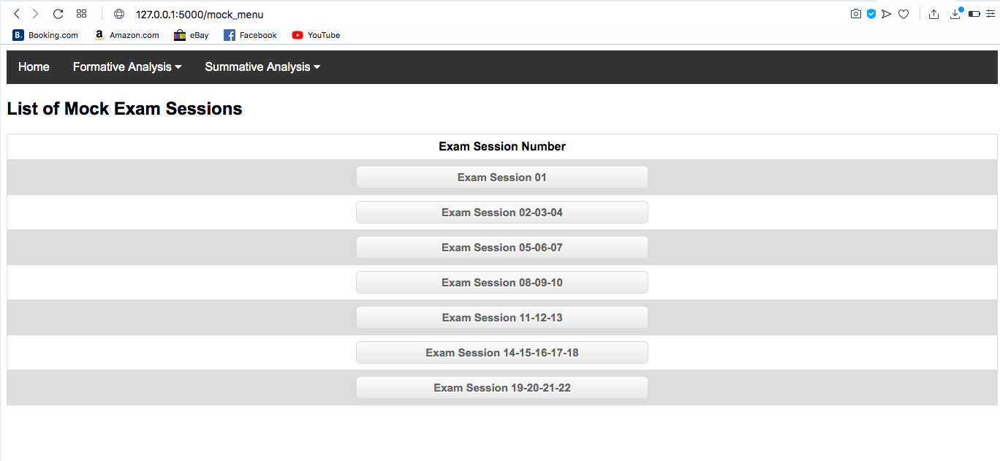 127.0.0.1:5000/mock_menu
B. Booking.com a Amazon.com eBay Facebook YouTube
Home Formative Analysis Summative Analysis
List of Mock Exam Sessions
Exam Session Number
Exam Session 01
Exam Session 02-03-04
Exam Session 05-06-07
Exam Session 08-09-10
Exam Session 11-12-13
Exam Session 14-15-16-17-18
Exam Session 19-20-21-22